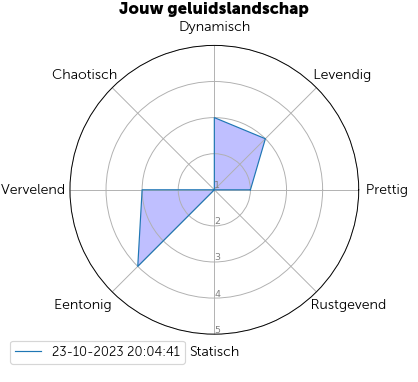 Jouw geluidslandschap
Dynamisch
Chaotisch
Levendig
Vervelend
1
Prettig
2
3
Eentonig
4
Rustgevend
5
23-10-2023 20:04:41
Statisch